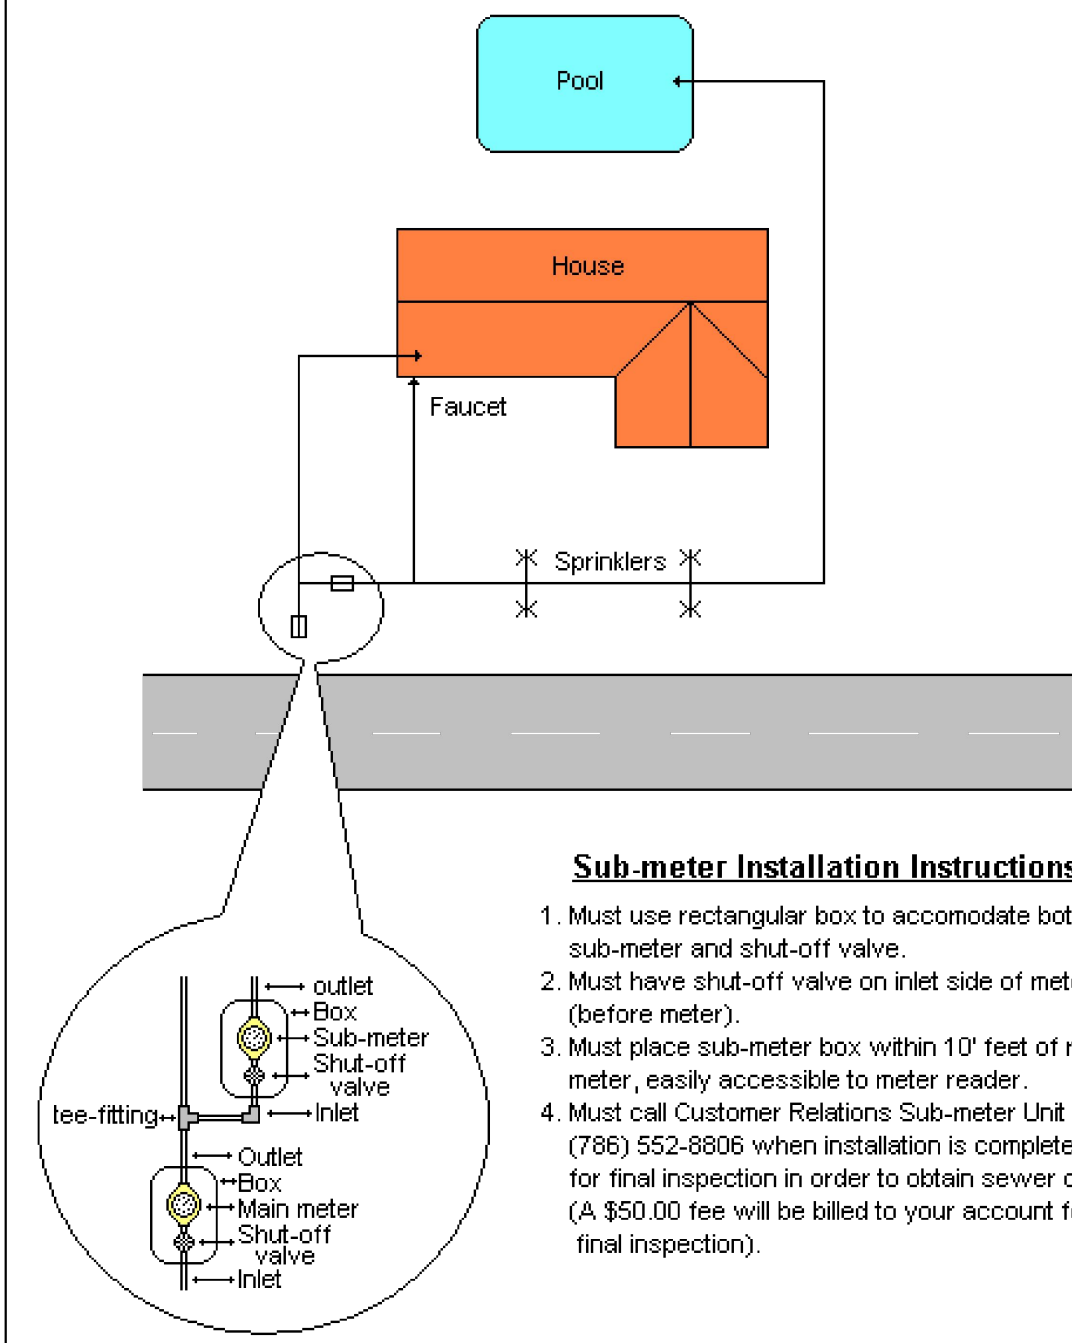 Pool
House
Faucet
Sprinklers
Sub-meter Installation Instructions
1. Must use rectangular box to accomodate
sub-meter and shut-off valve.
2. Must have shut-off valve on inlet side of
(before meter).
3. Must place sub-meter box within 10' feet of
meter, easily accessible to meter reader.
4. Must call Customer Relations Sub-meter Unit
(786) 552-8806 when installation is complete
for final inspection in order to obtain sewer
(A $50.00 fee will be billed to your account
final inspection).
outlet
Box
Sub-meter
Shut-off
valve
Inlet
tee-fitting
Outlet
Box
Main meter
Shut-off
valve
Inlet